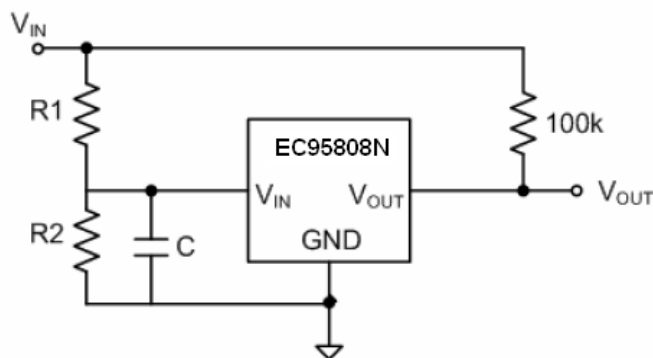 VIN
R1
EC95808N
100k
VIN VOUT
VOUT
R2
C
GND